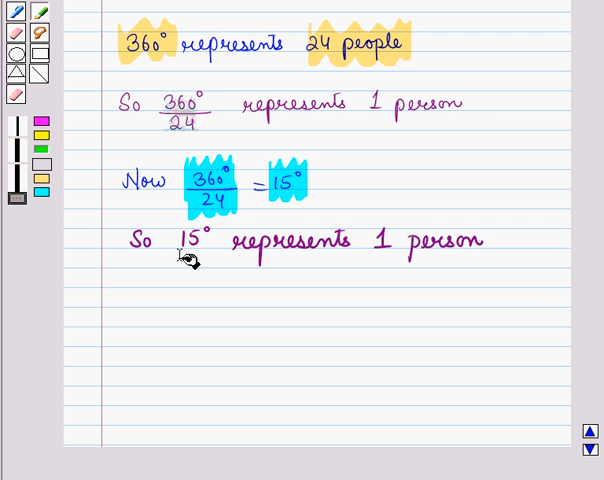 360° represents 24 people
So 360°/24 represents 1 person
Now 360°/24 = 15°
So 15° represents 1 person